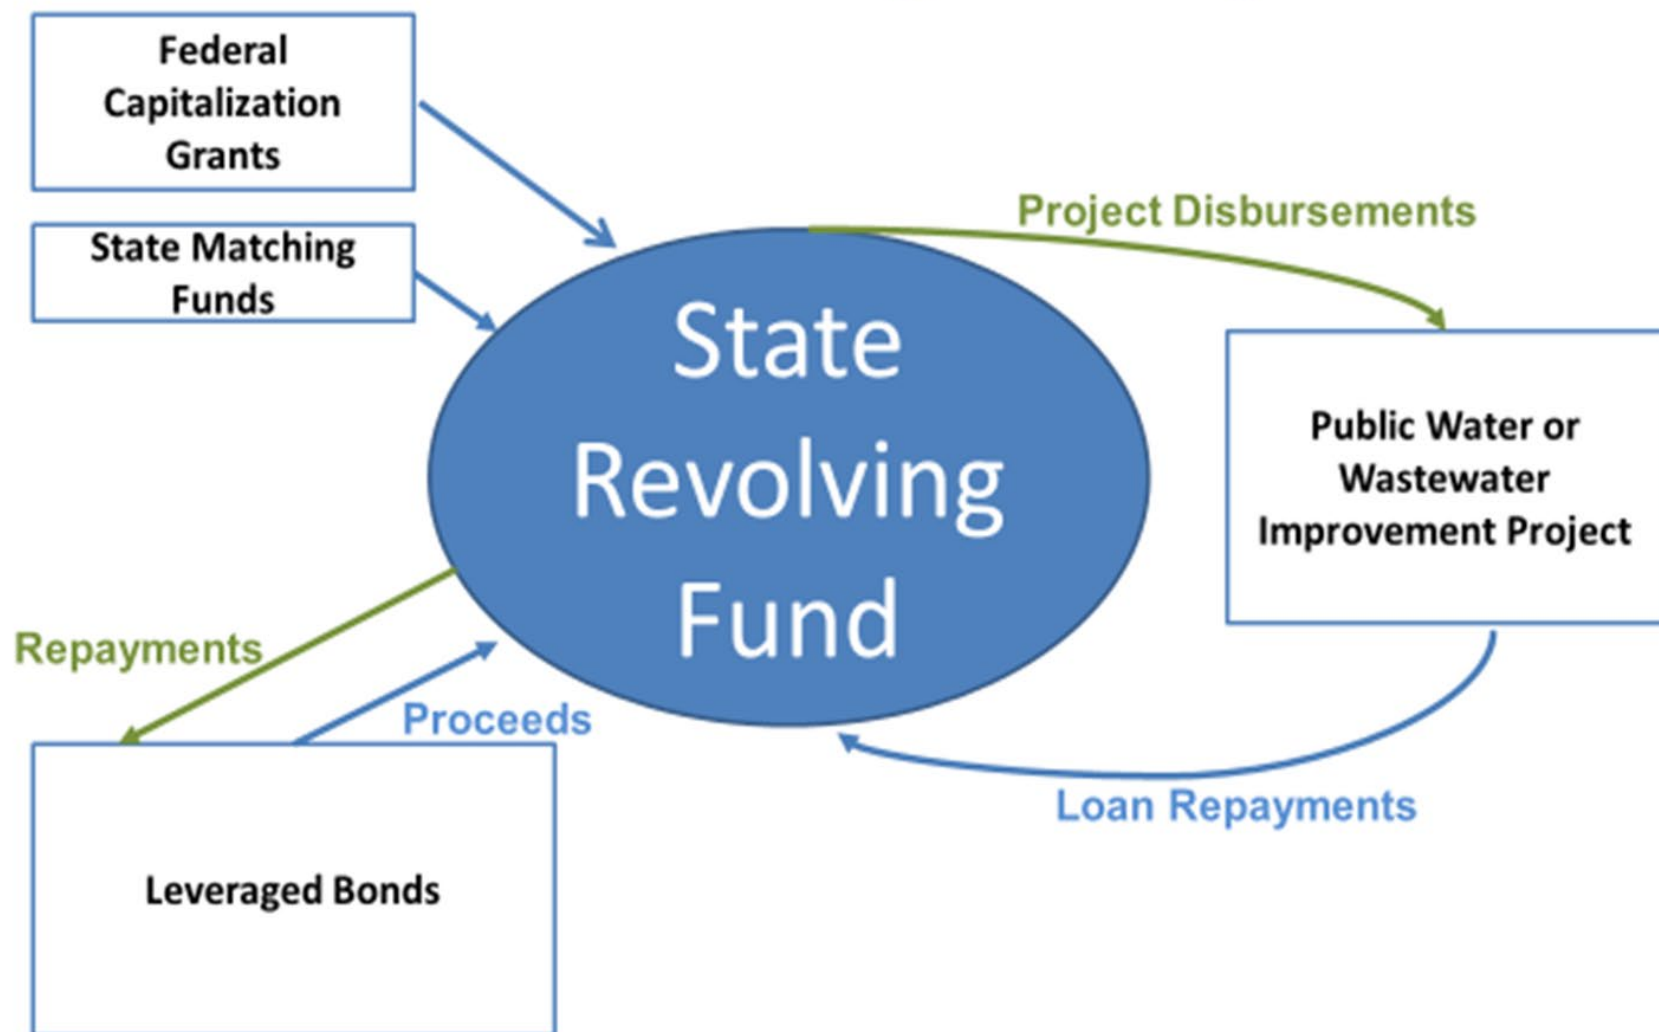 Federal
Capitalization
Grants
State Matching
Funds
Project Disbursements
State
Revolving
Fund
Public Water or
Wastewater
Improvement Project
Repayments
Proceeds
Loan Repayments
Leveraged Bonds